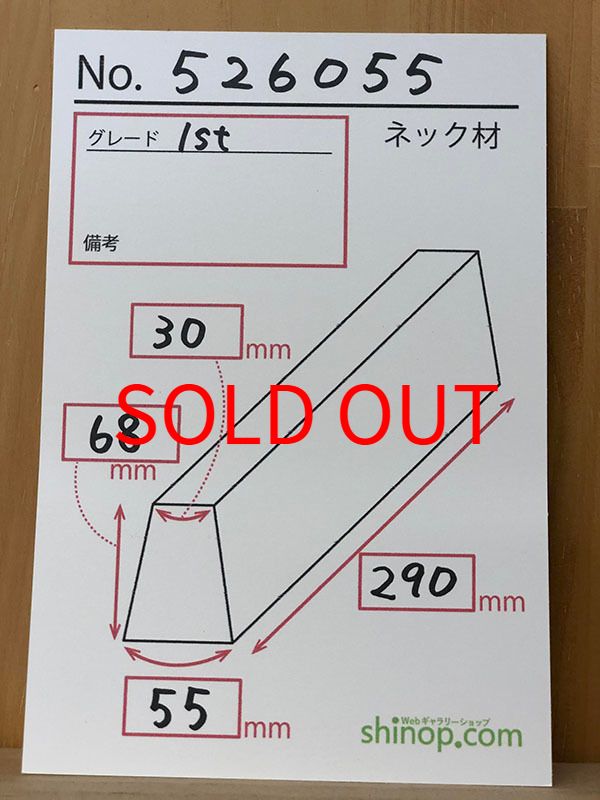 No. 526055
グレード 1st
ネック材
備考
30 mm
SOLD OUT
68
mm
290 mm
55 mm
Webギャラリーショップ
shinop.com